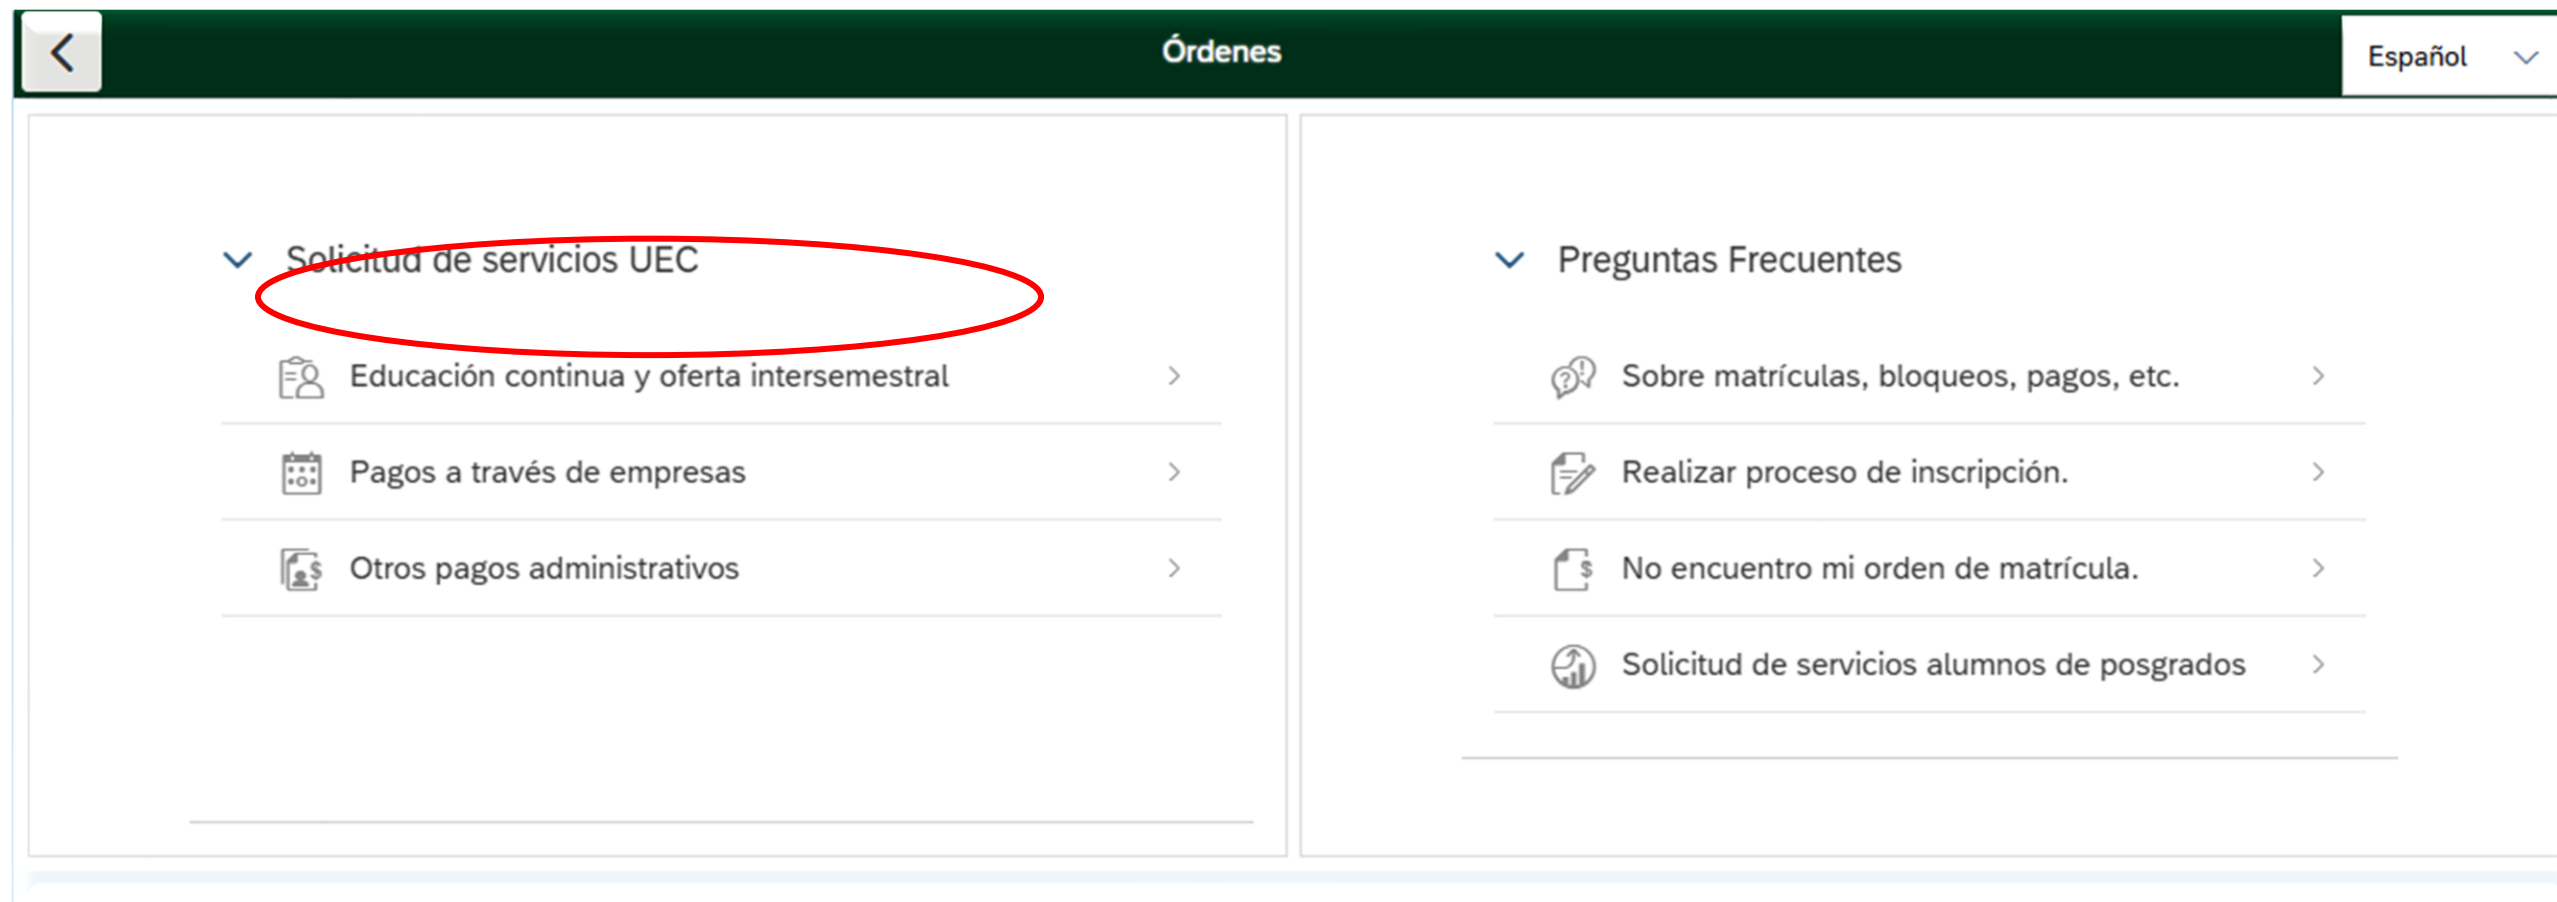 Órdenes
Español
Solicitud de servicios UEC
Educación continua y oferta intersemestral
Pagos a través de empresas
Otros pagos administrativos
Preguntas Frecuentes
Sobre matrículas, bloqueos, pagos, etc.
Realizar proceso de inscripción.
No encuentro mi orden de matrícula.
Solicitud de servicios alumnos de posgrados